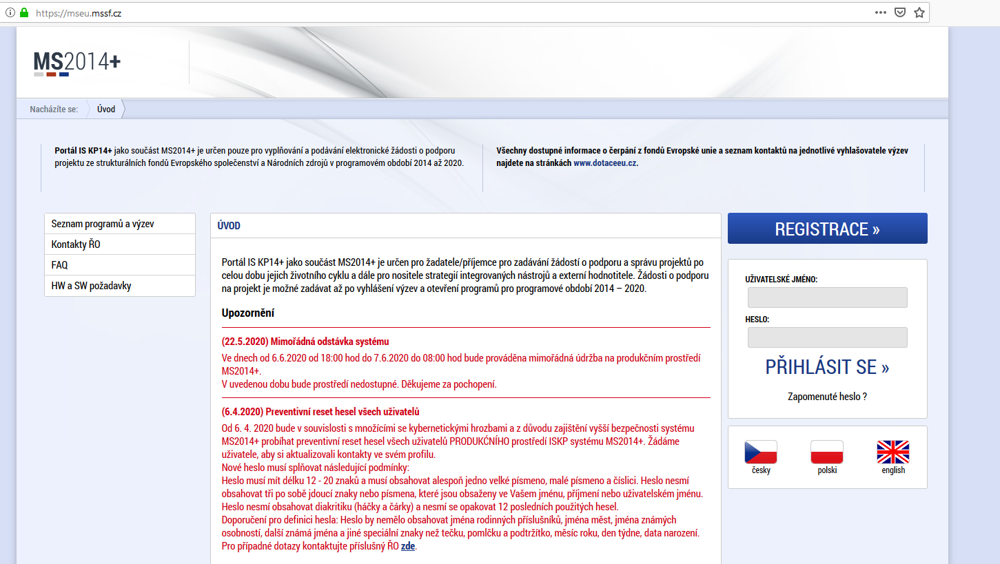 https://mseu.mssf.cz
MS2014+
Nacházíte se:
Úvod
Portál IS KP14+ jako součást MS2014+ je určen pouze pro vyplňování a podávání elektronické žádosti o podporu
projektu ze strukturálních fondů Evropského společenství a Národních zdrojů v programovém období 2014 až 2020.
Všechny dostupné informace o čerpání z fondů Evropské unie a seznam kontaktů na jednotlivé vyhlašovatele výzev
najdete na stránkách www.dotaceeu.cz.
Seznam programů a výzev
Kontakty ŘO
FAQ
HW a SW požadavky
ÚVOD
Portál IS KP14+ jako součást MS2014+ je určen pro žadatele/příjemce pro zadávání žádostí o podporu a správu projektů po
celou dobu jejich životního cyklu a dále pro nositele strategií integrovaných nástrojů a externí hodnotitele. Žádosti o podporu
na projekt je možné zadávat až po vyhlášení výzev a otevření programů pro programové období 2014 – 2020.
Upozornění
(22.5.2020) Mimořádná odstávka systému
Ve dnech od 6.6.2020 od 18:00 hod do 7.6.2020 do 08:00 hod bude prováděna mimořádná údržba na produkčním prostředí
MS2014+.
V uvedenou dobu bude prostředí nedostupné. Děkujeme za pochopení.
(6.4.2020) Preventivní reset hesel všech uživatelů
Od 6. 4. 2020 bude v souvislosti s množícími se kybernetickými hrozbami a z důvodu zajištění vyšší bezpečnosti systému
MS2014+ probíhat preventivní reset hesel všech uživatelů PRODUKĆNÍHO prostředí ISKP systému MS2014+. Žádáme
uživatele, aby si aktualizovali kontakty ve svém profilu.
Nové heslo musí splňovat následující podmínky:
Heslo musí mít délku 12 - 20 znaků a musí obsahovat alespoň jedno velké písmeno, malé písmeno a číslici. Heslo nesmí
obsahovat tři po sobě jdoucí znaky nebo písmena, které jsou obsaženy ve Vašem jménu, příjmení nebo uživatelském jménu.
Heslo nesmí obsahovat diakritiku (háčky a čárky) a nesmí se opakovat 12 posledních použitých hesel.
Doporučení pro definici hesla: Heslo by nemělo obsahovat jména rodinných příslušníků, jména měst, jména známých
osobností, další známá jména a jiné speciální znaky než tečku, pomlčku a podtržítko, měsíc roku, den týdne, data narození.
Pro případné dotazy kontaktujte příslušný ŘO zde.
REGISTRACE »
UŽIVATELSKÉ JMÉNO:
HESLO:
PŘIHLÁSIT SE »
Zapomenuté heslo ?
česky
polski
english